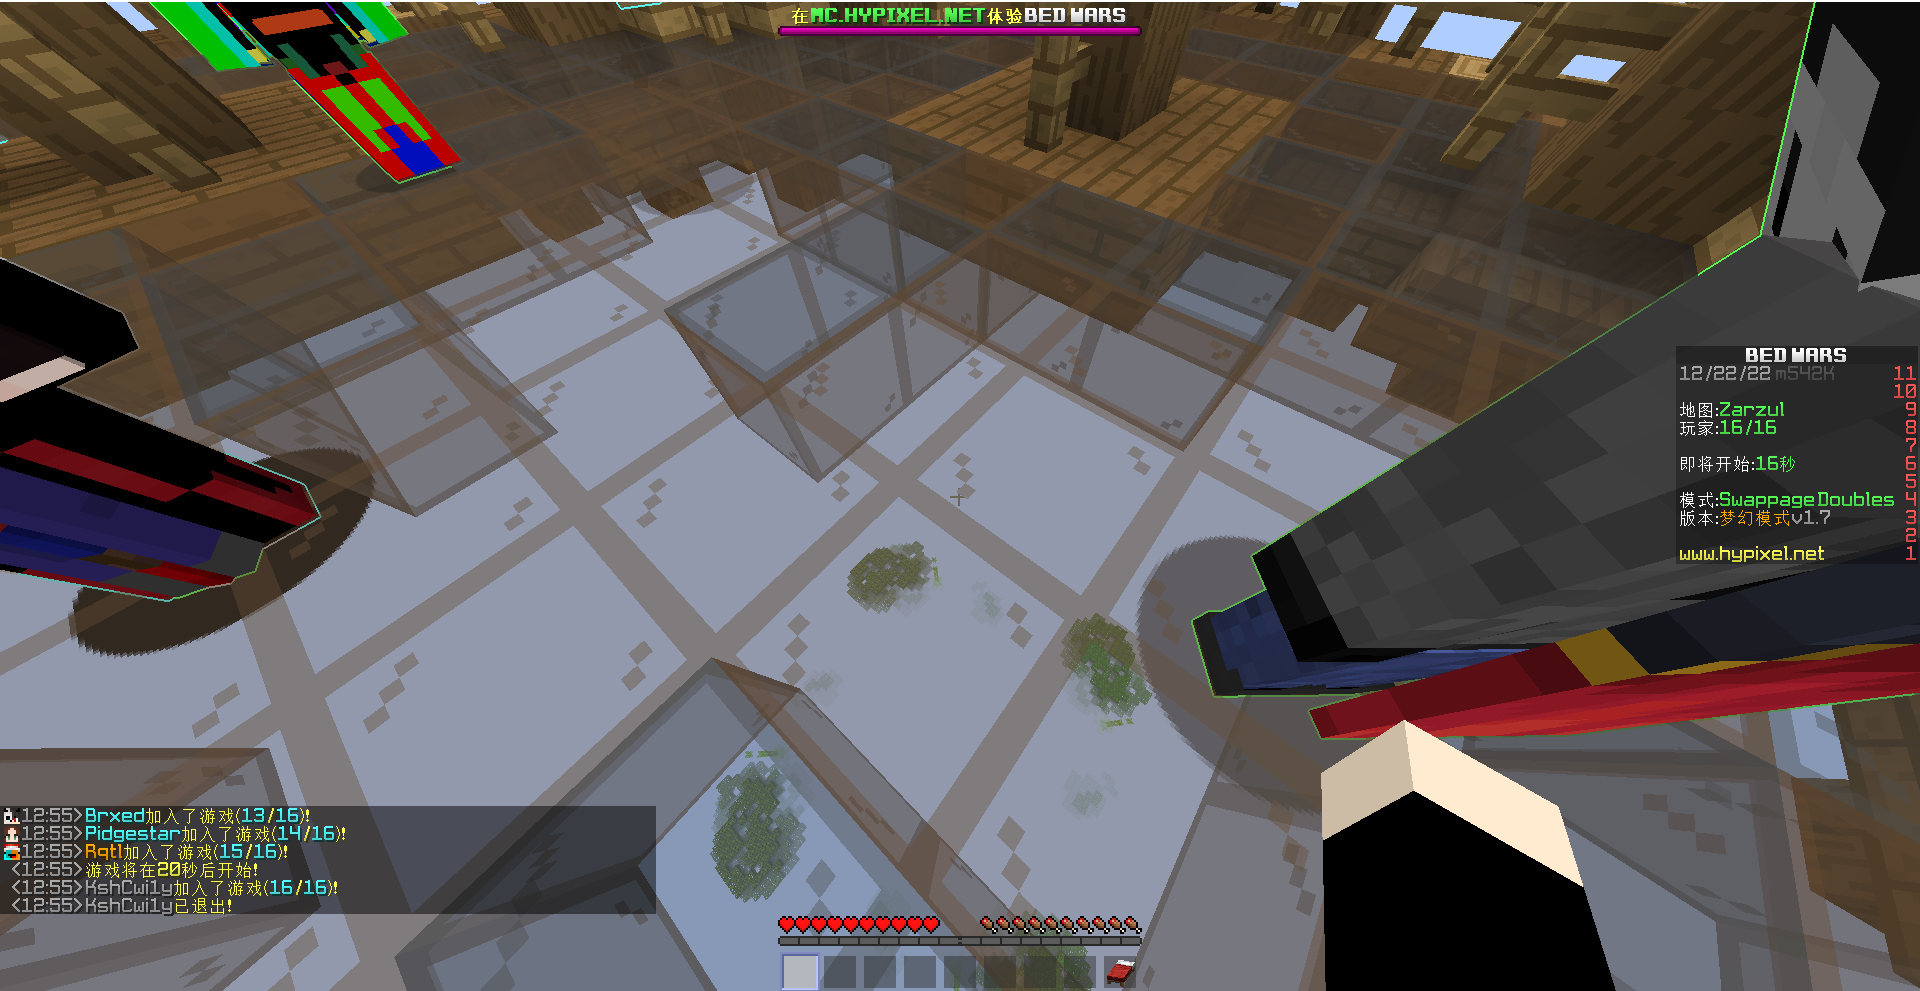 在MC.HYPIXEL.NET体验BED WARS
BED WARS
12/22/22 m542K 11
10
地图:Zarzul 9
玩家:16/16 8
7
即将开始:16秒 6
5
模式:Swappage Doubles 4
版本:梦幻模式v1.7 3
2
www.hypixel.net 1
12:55>Brxed加入了游戏(13/16)!
12:55>Pidgestar加入了游戏(14/16)!
12:55>Rqtl加入了游戏(15/16)!
<12:55>游戏将在20秒后开始!
<12:55>KshCwi1y加入了游戏(16/16)!
<12:55>KshCwi1y已退出!